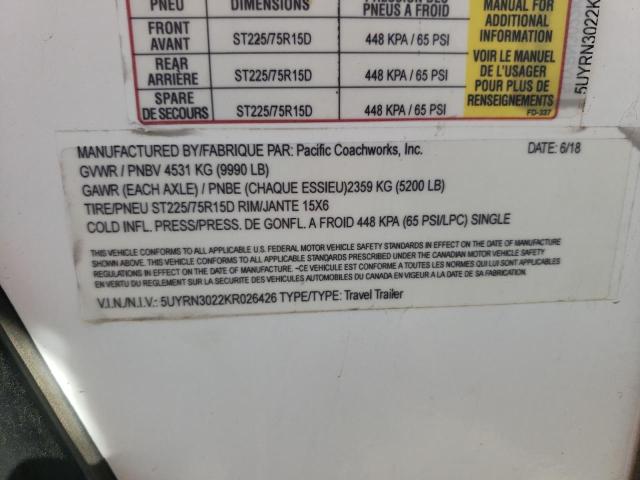 PNEU DIMENSIONS PNEUS A FROID
FRONT AVANT ST225/75R15D 448 KPA / 65 PSI
REAR ARRIÈRE ST225/75R15D 448 KPA / 65 PSI
SPARE DE SECOURS ST225/75R15D 448 KPA / 65 PSI
MANUAL FOR
ADDITIONAL
INFORMATION
VOIR LE MANUEL
DE L'USAGER
POUR PLUS DE
RENSEIGNEMENTS
FD-337
5UYRN3022K
MANUFACTURED BY/FABRIQUE PAR: Pacific Coachworks, Inc. DATE: 6/18
GVWR / PNBV 4531 KG (9990 LB)
GAWR (EACH AXLE) / PNBE (CHAQUE ESSIEU)2359 KG (5200 LB)
TIRE/PNEU ST225/75R15D RIM/JANTE 15X6
COLD INFL. PRESS/PRESS. DE GONFL. A FROID 448 KPA (65 PSI/LPC) SINGLE
THIS VEHICLE CONFORMS TO ALL APPLICABLE U.S. FEDERAL MOTOR VEHICLE SAFETY STANDARDS IN EFFECT ON THE DATE OF MANUFACTURE
SHOWN ABOVE. /THIS VEHICLE CONFORMS TO ALL APPLICABLE STANDARDS PRESCRIBED UNDER THE CANADIAN MOTOR VEHICLE SAFETY
REGULATIONS IN EFFECT ON THE DATE OF MANUFACTURE. -CE VEHICULE EST CONFORME A TOUTES LES NORMES QUI LUI SONT APPLICABLES
EN VERTU DU REGLEMENT SUR LA SECURITE DES VEHICULES AUTOMOBILES DU CANADA EN VIGUEUR A LA DATE DE SA FABRICATION.
V.I.N./N.I.V.: 5UYRN3022KR026426 TYPE/TYPE: Travel Trailer